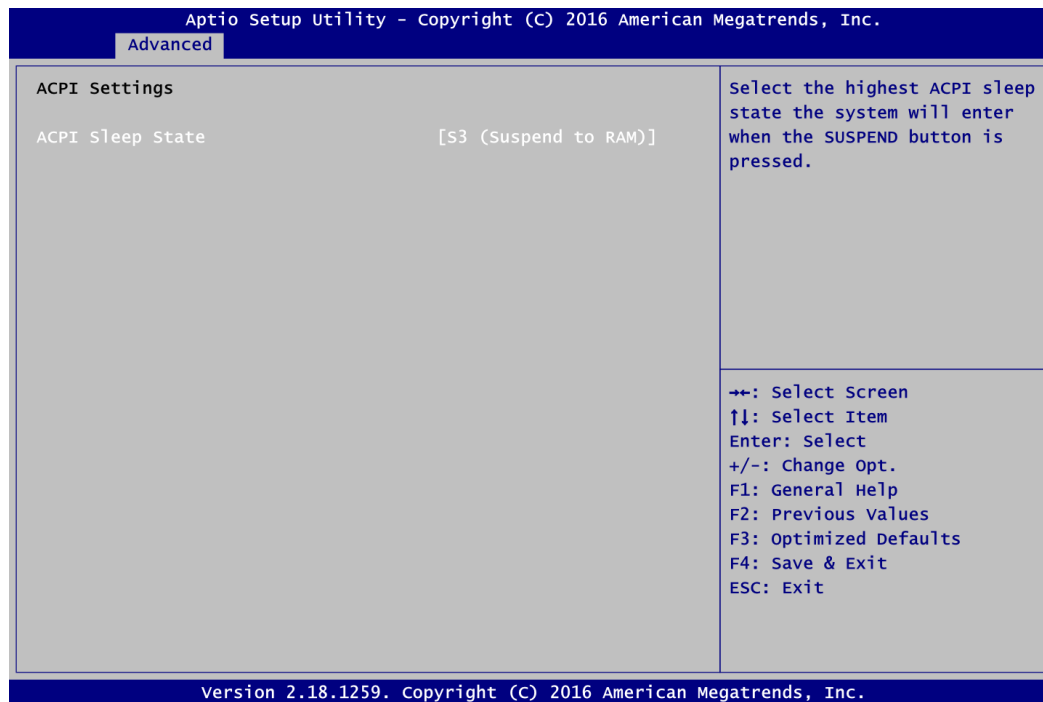 Aptio Setup Utility – Copyright (C) 2016 American Megatrends, Inc.
Advanced
ACPI Settings
ACPI Sleep State [S3 (Suspend to RAM)]
Select the highest ACPI sleep
state the system will enter
when the SUSPEND button is
pressed.
→←: Select Screen
↑↓: Select Item
Enter: Select
+/-: Change Opt.
F1: General Help
F2: Previous Values
F3: Optimized Defaults
F4: Save & Exit
ESC: Exit
Version 2.18.1259. Copyright (C) 2016 American Megatrends, Inc.